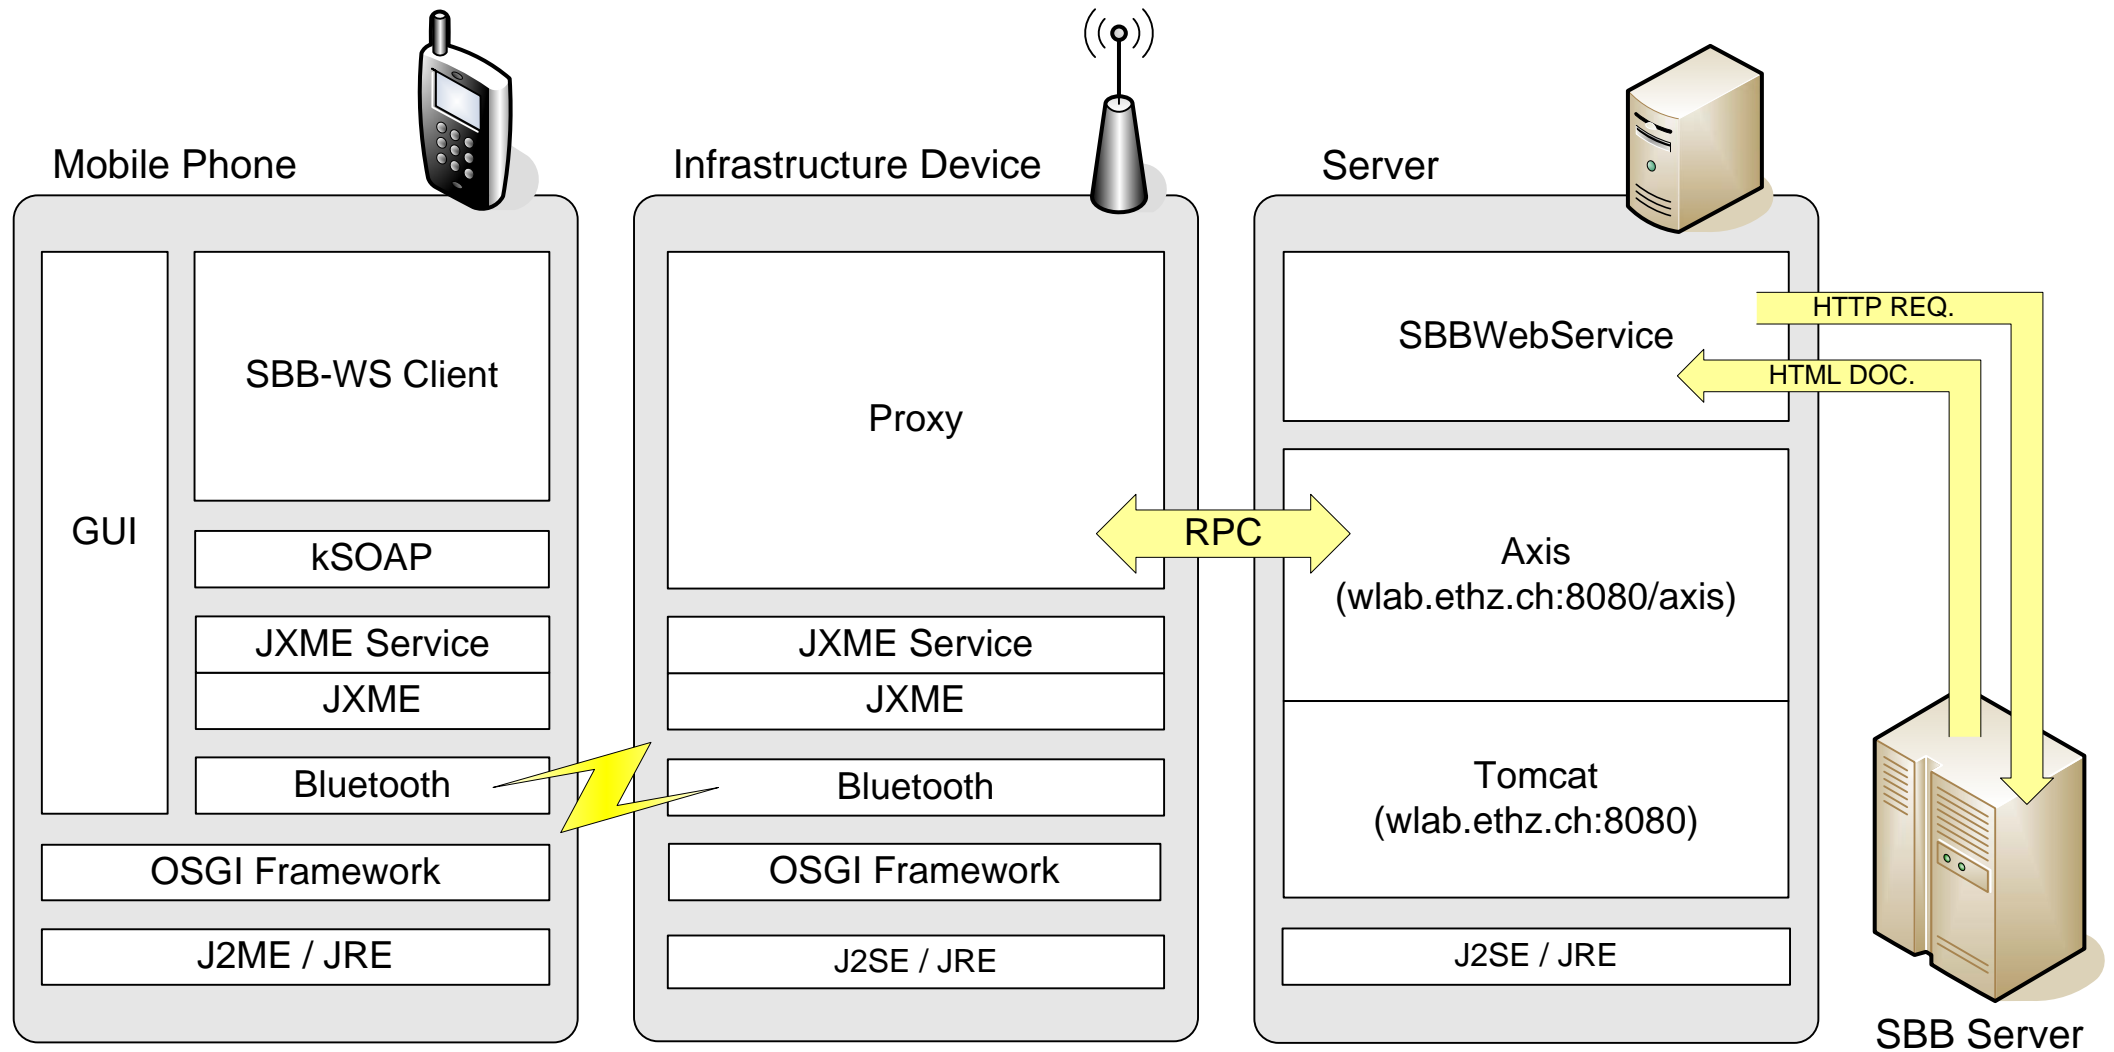 Mobile Phone
GUI
SBB-WS Client
kSOAP
JXME Service
JXME
Bluetooth
OSGI Framework
J2ME / JRE
Infrastructure Device
Proxy
JXME Service
JXME
Bluetooth
OSGI Framework
J2SE / JRE
RPC
Server
SBBWebService
Axis
(wlab.ethz.ch:8080/axis)
Tomcat
(wlab.ethz.ch:8080)
J2SE / JRE
HTTP REQ.
HTML DOC.
SBB Server